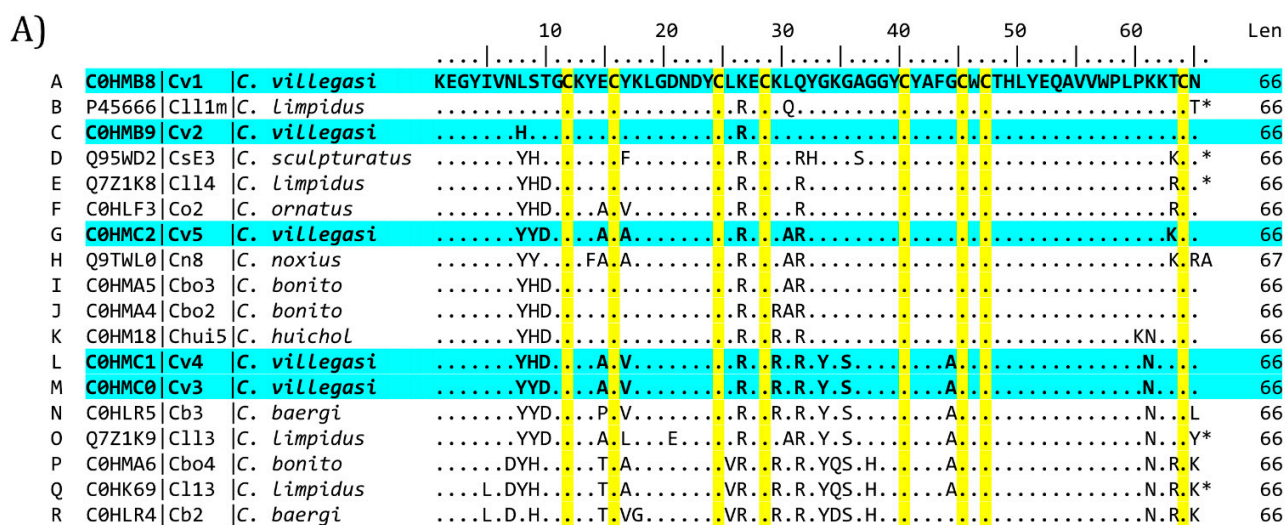 A)
10 20 30 40 50 60 Len
A C0HMB8|Cv1 |C. villegasi KEGYIVNLSTGCKYECYKLGDNDYCLKECKLQYGKGAGGYCYAFGCWCTHLYEQAVVWPLPKKTCN 66
B P45666|Cll1m|C. limpidus ..........................R...Q..................................T* 66
C C0HMB9|Cv2 |C. villegasi .......H..................R....................................... 66
D Q95WD2|CsE3 |C. sculpturatus .......YH.......F.........R....RH...S..........................K..* 66
E Q7Z1K8|Cll4 |C. limpidus .......YHD................R....R...............................R..* 66
F C0HLF3|Co2 |C. ornatus .......YHD....A.V.........R....R...............................R.. 66
G C0HMC2|Cv5 |C. villegasi .......YYD....A.A.........R...AR...............................K.. 66
H Q9TWL0|Cn8 |C. noxius .......YY....FA.A.........R...AR...............................K.RA 67
I C0HMA5|Cbo3 |C. bonito .......YHD................R...AR.................................. 66
J C0HMA4|Cbo2 |C. bonito .......YHD................R..RAR.................................. 66
K C0HM18|Chui5|C. huichol .......YHD................R..R.R............................KN.... 66
L C0HMC1|Cv4 |C. villegasi .......YHD....A.V.........R..R.R.Y.S........A................N.... 66
M C0HMC0|Cv3 |C. villegasi .......YYD....A.V.........R..R.R.Y.S........A................N.... 66
N C0HLR5|Cb3 |C. baergi .......YYD....P.V.........R..R.R.Y.S........A................N...L 66
O Q7Z1K9|Cll3 |C. limpidus .......YYD....A.L...E.....R...AR.Y.S........A................N...Y* 66
P C0HMA6|Cbo4 |C. bonito ......DYH.....T.A........VR..R.R.YQS.H......A................N.R.K 66
Q C0HK69|Cl13 |C. limpidus ....L.DYH.....T.A........VR..R.R.YQS.H......A................N.R.K* 66
R C0HLR4|Cb2 |C. baergi ....L.D.H.....T.VG.......VR..R.R.YDS.H.......................N.R.K 66